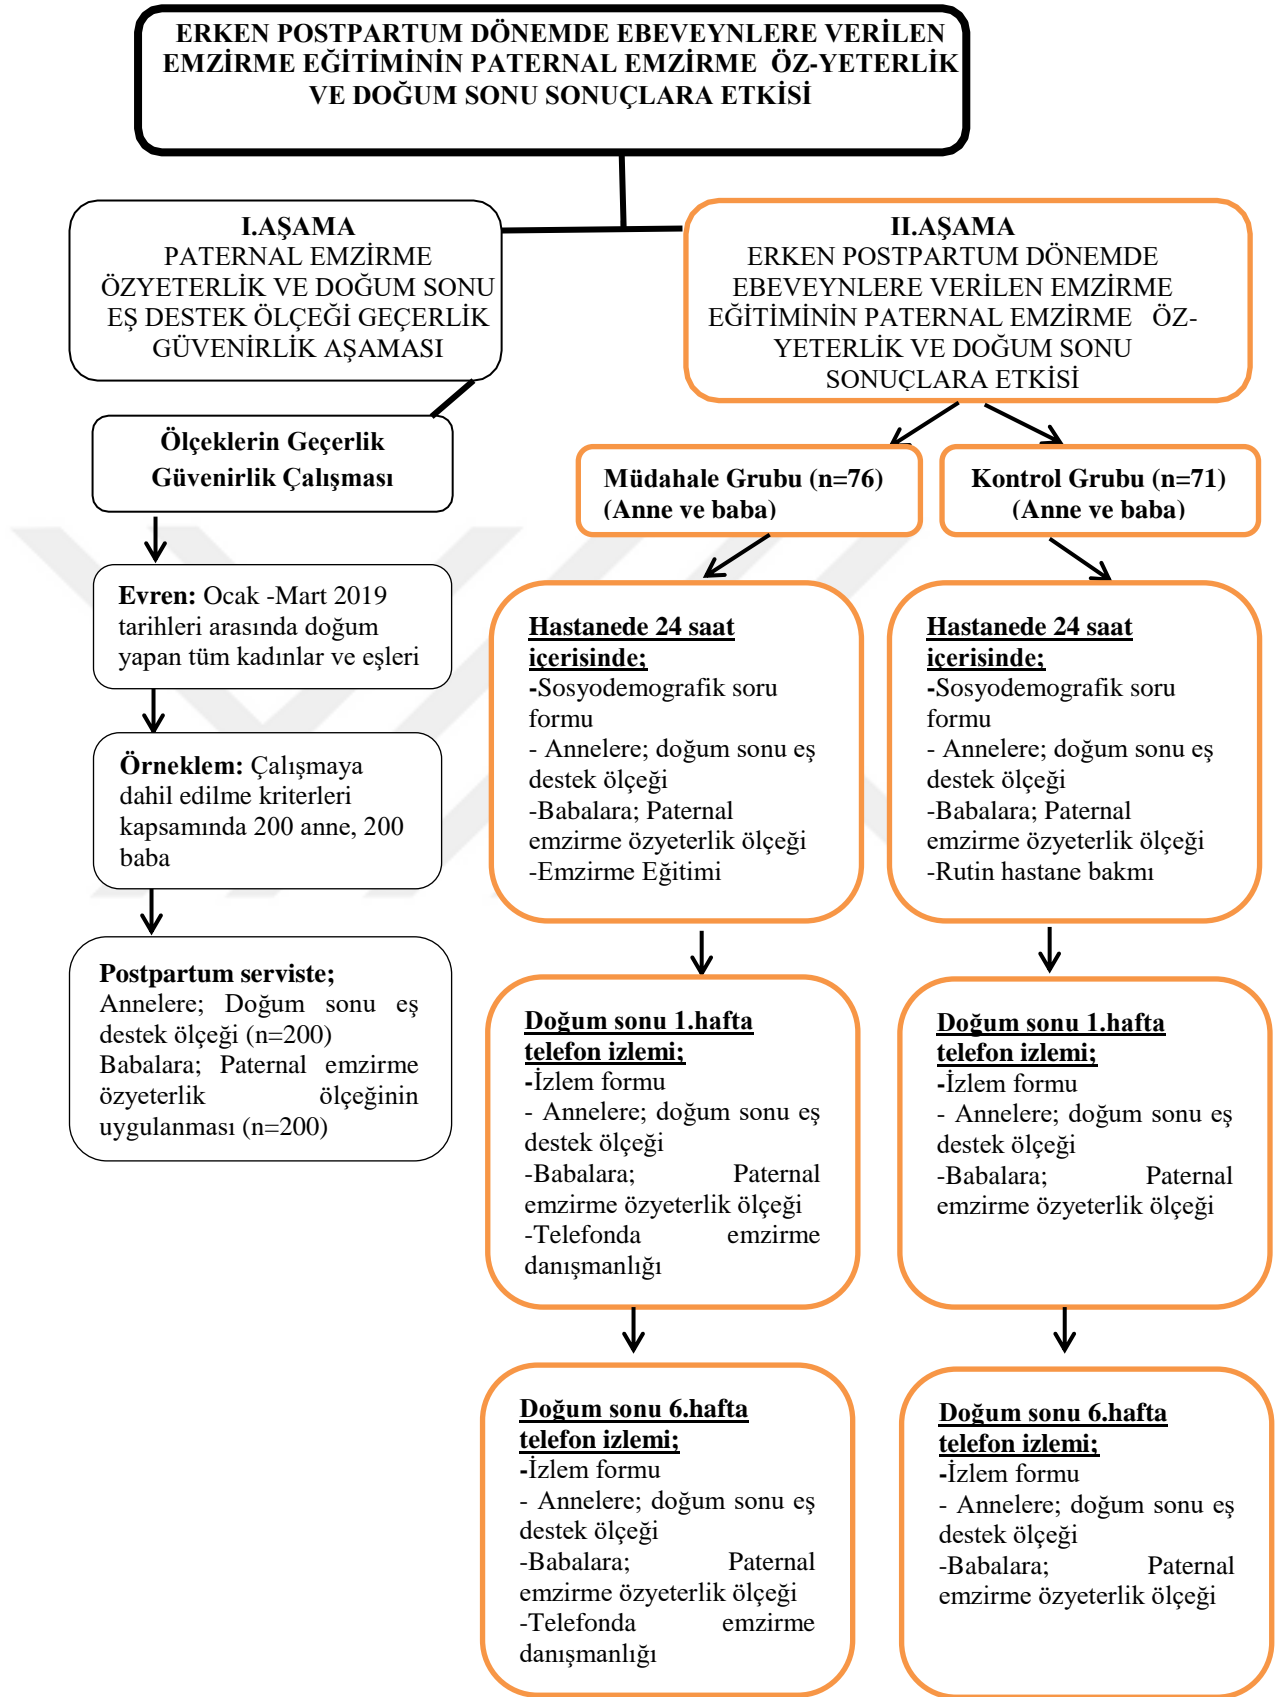 ERKEN POSTPARTUM DÖNEMDE EBEVEYNLERE VERİLEN
EMZİRME EĞİTİMİNİN PATERNAL EMZİRME ÖZ-YETERLİK
VE DOĞUM SONU SONUÇLARA ETKİSİ
I.AŞAMA
PATERNAL EMZİRME
ÖZYETERLİK VE DOĞUM SONU
EŞ DESTEK ÖLÇEĞİ GEÇERLİK
GÜVENİRLİK AŞAMASI
Ölçeklerin Geçerlik
Güvenirlik Çalışması
Evren: Ocak -Mart 2019
tarihleri arasında doğum
yapan tüm kadınlar ve eşleri
Örneklem: Çalışmaya
dahil edilme kriterleri
kapsamında 200 anne, 200
baba
Postpartum serviste;
Annelere; Doğum sonu eş
destek ölçeği (n=200)
Babalara; Paternal emzirme
özyeterlik ölçeğinin
uygulanması (n=200)
II.AŞAMA
ERKEN POSTPARTUM DÖNEMDE
EBEVEYNLERE VERİLEN EMZİRME
EĞİTİMİNİN PATERNAL EMZİRME ÖZ-
YETERLİK VE DOĞUM SONU
SONUÇLARA ETKİSİ
Müdahale Grubu (n=76)
(Anne ve baba)
Hastanede 24 saat
içerisinde;
-Sosyodemografik soru
formu
- Annelere; doğum sonu eş
destek ölçeği
-Babalara; Paternal
emzirme özyeterlik ölçeği
-Emzirme Eğitimi
Doğum sonu 1.hafta
telefon izlemi;
-İzlem formu
- Annelere; doğum sonu eş
destek ölçeği
-Babalara; Paternal
emzirme özyeterlik ölçeği
-Telefonda emzirme
danışmanlığı
Doğum sonu 6.hafta
telefon izlemi;
-İzlem formu
- Annelere; doğum sonu eş
destek ölçeği
-Babalara; Paternal
emzirme özyeterlik ölçeği
-Telefonda emzirme
danışmanlığı
Kontrol Grubu (n=71)
(Anne ve baba)
Hastanede 24 saat
içerisinde;
-Sosyodemografik soru
formu
- Annelere; doğum sonu eş
destek ölçeği
-Babalara; Paternal
emzirme özyeterlik ölçeği
-Rutin hastane bakmı
Doğum sonu 1.hafta
telefon izlemi;
-İzlem formu
- Annelere; doğum sonu eş
destek ölçeği
-Babalara; Paternal
emzirme özyeterlik ölçeği
Doğum sonu 6.hafta
telefon izlemi;
-İzlem formu
- Annelere; doğum sonu eş
destek ölçeği
-Babalara; Paternal
emzirme özyeterlik ölçeği